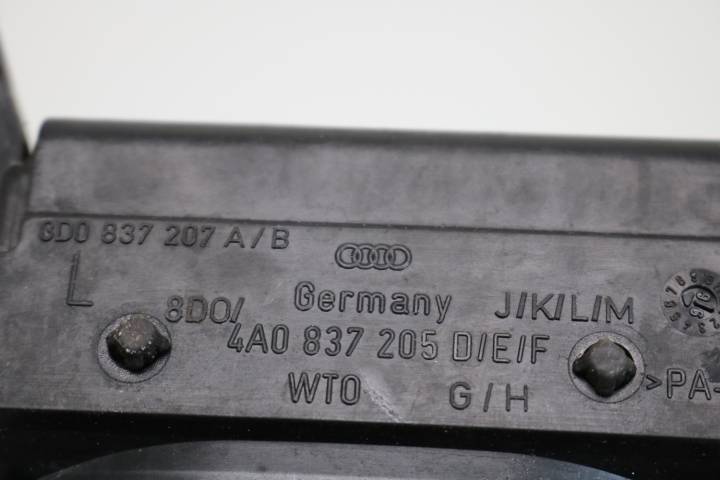 8D0 837 207 A/B
L
8D0/ Germany J/K/L/M
4A0 837 205 D/E/F
WTO G/H >PA-